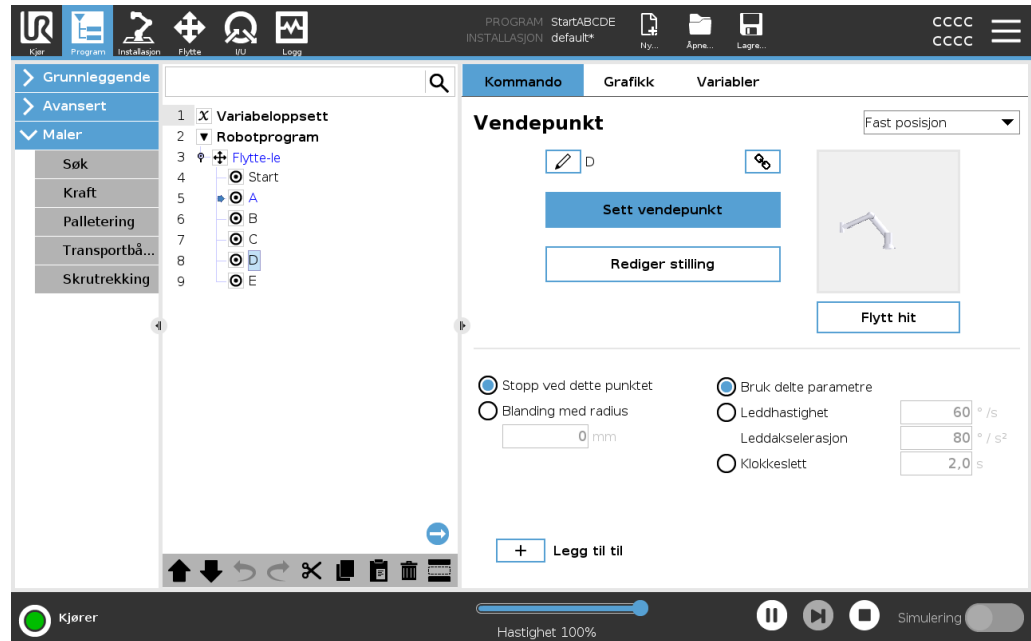 UR
Kjør
Program
Installasjon
Flytte
I/U
Logg
PROGRAM StartABCDE
INSTALLASJON default*
Ny...
Åpne...
Lagre...
CCCC
CCCC
Grunnleggende
Avansert
Maler
Søk
Kraft
Palletering
Transportbå...
Skrutrekking
1 X Variabeloppsett
2 Robotprogram
3 Flytte-le
4 Start
5 A
6 B
7 C
8 D
9 E
Kommando Grafikk Variabler
Vendepunkt
Fast posisjon
D
Sett vendepunkt
Rediger stilling
Flytt hit
Stopp ved dette punktet
Blanding med radius
0 mm
Bruk delte parametre
Leddhastighet 60 ° /s
Leddakselerasjon 80 ° / s²
Klokkeslett 2,0 s
+ Legg til til
Kjører
Hastighet 100%
Simulering